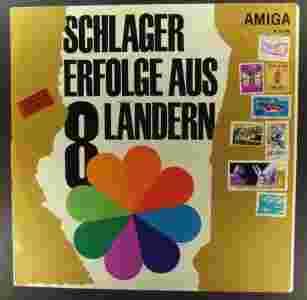 SCHLAGER
AMIGA
ERFOLGE AUS
8 LANDERN